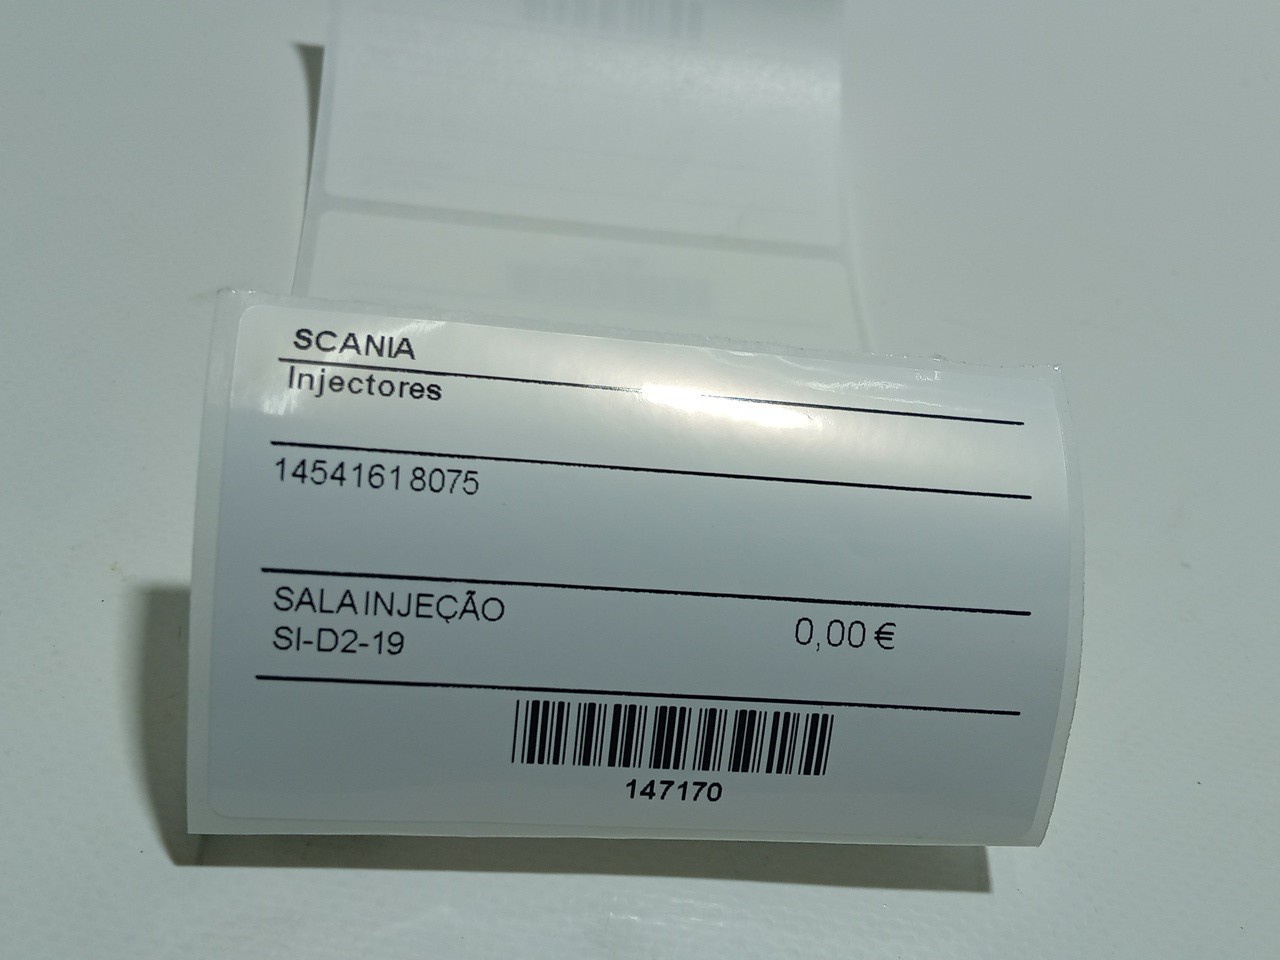 SCANIA
Injectores
14541618075
SALA INJEÇÃO
SI-D2-19
0,00 €
147170